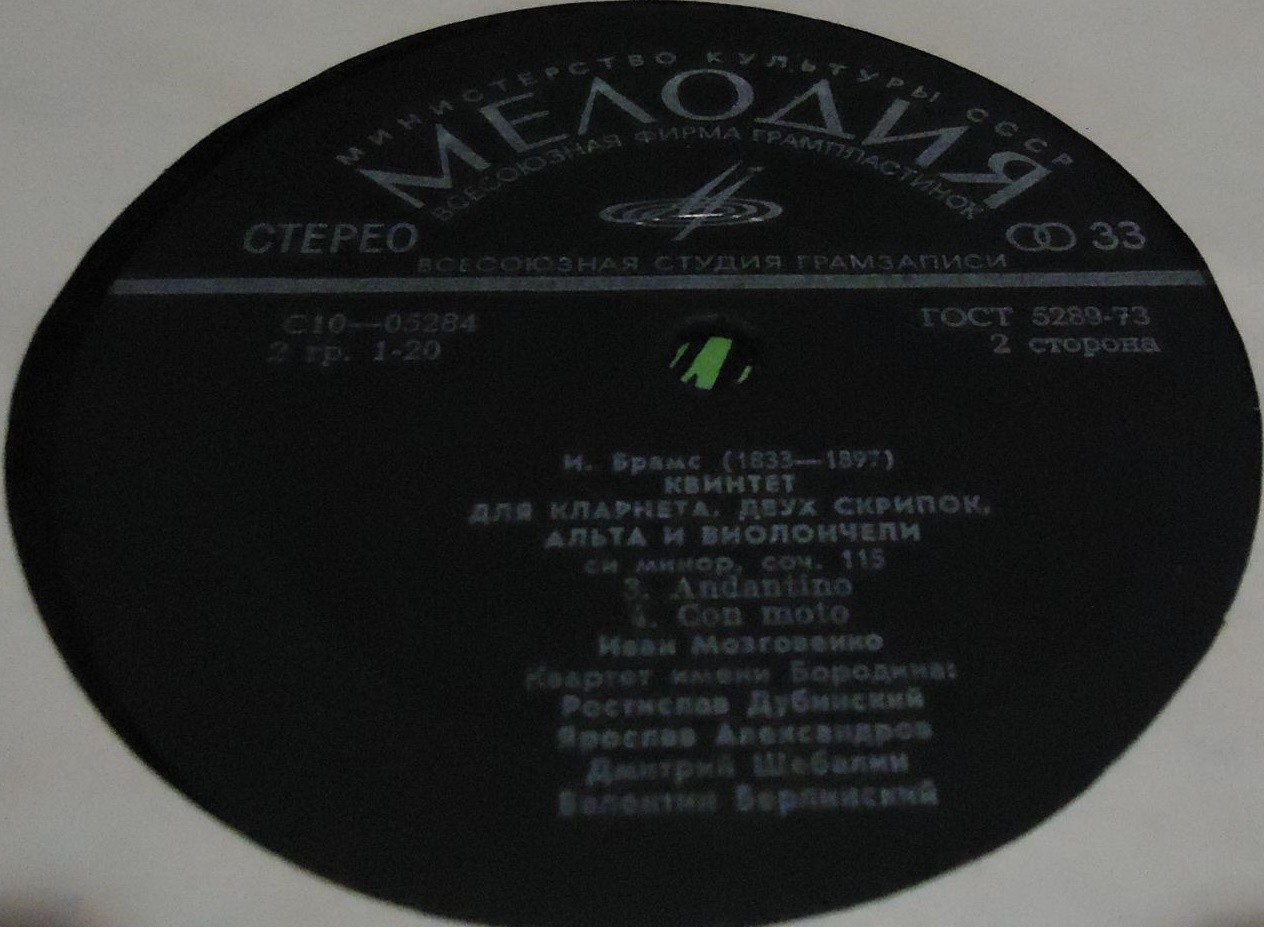 МИНИСТЕРСТВО КУЛЬТУРЫ СССР
МЕЛОДИЯ
ВСЕСОЮЗНАЯ ФИРМА ГРАМПЛАСТИНОК
СТЕРЕО
33
ВСЕСОЮЗНАЯ СТУДИЯ ГРАМЗАПИСИ
С10—05284
ГОСТ 5289-73
2 гр. 1-20
2 сторона
И. Брамс (1833—1897)
КВИНТЕТ
ДЛЯ КЛАРНЕТА, ДВУХ СКРИПОК,
АЛЬТА И ВИОЛОНЧЕЛИ
си минор, соч. 115
3. Andantino
4. Con moto
Иван Мозговенко
Квартет имени Бородина:
Ростислав Дубинский
Ярослав Александров
Дмитрий Шебалин
Валентин Берлинский